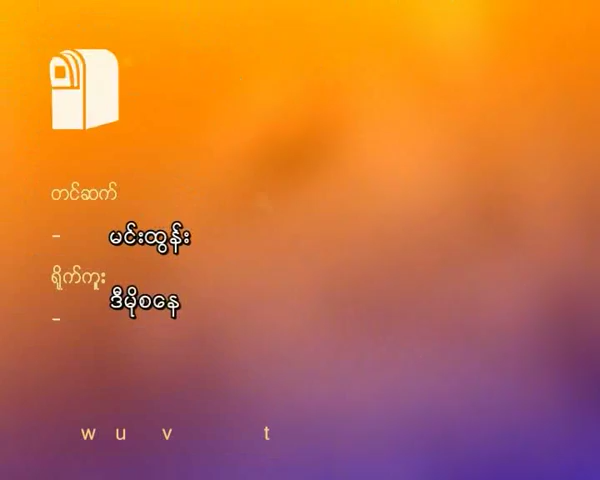 တင်ဆက်
- မင်းထွန်း
ရိုက်ကူး
- ဒီမိုစနေ
w u v t